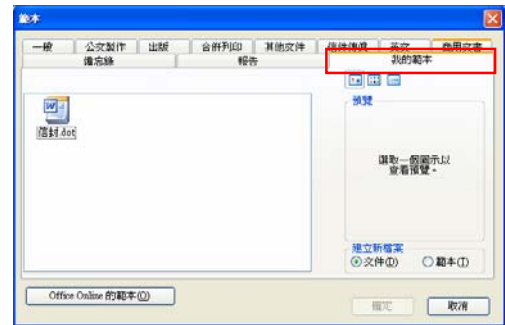 範本
一般 公文製作 出版 合併列印 其他文件 信件傳真 英文 商用文書
備忘錄 報告 我的範本
信封.dot
預覽
選取一個圖示以
查看預覽。
建立新檔案
文件(D) 範本(T)
Office Online 的範本(O)
確定 取消